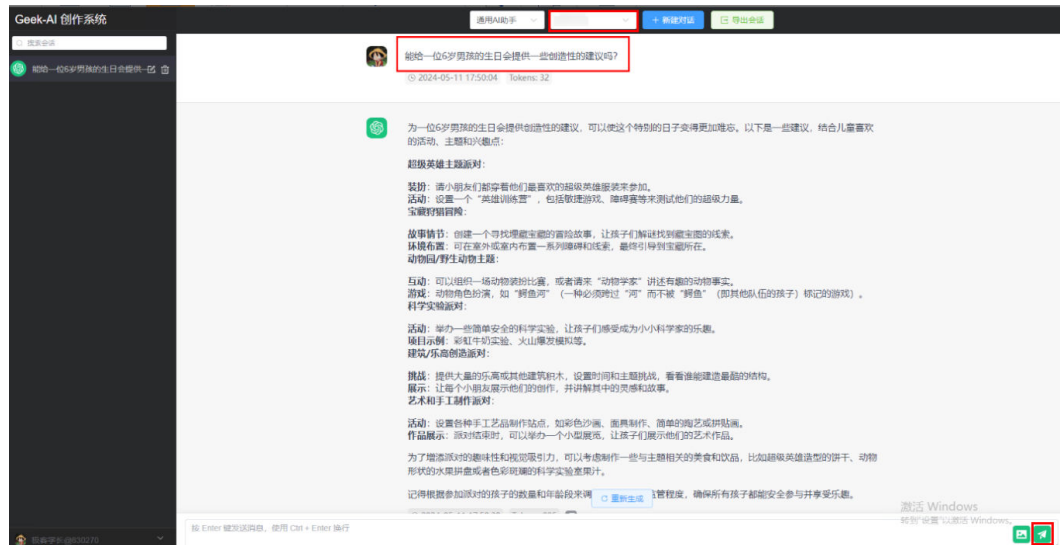 Geek-AI 创作系统
通用AI助手
+ 新建对话
导出会话
搜索会话
能给一位6岁男孩的生日会提供一
能给一位6岁男孩的生日会提供一些创造性的建议吗?
2024-05-11 17:50:04 Tokens: 32
为一位6岁男孩的生日会提供创造性的建议，可以使这个特别的日子变得更加难忘。以下是一些建议，结合儿童喜欢
的活动、主题和兴趣点：
超级英雄主题派对：
装扮：请小朋友们都穿着他们最喜欢的超级英雄服装来参加。
活动：设置一个“英雄训练营”，包括敏捷游戏、障碍赛等来测试他们的超级力量。
宝藏狩猎冒险：
故事情节：创建一个寻找埋藏宝藏的冒险故事，让孩子们解谜找到藏宝图的线索。
环境布置：可在室外或室内布置一系列障碍和线索，最终引导到宝藏所在。
动物园/野生动物主题：
互动：可以组织一场动物装扮比赛，或者请来“动物学家”讲述有趣的动物事实。
游戏：动物角色扮演，如“鳄鱼河”（一种必须跨过“河”而不被“鳄鱼”（即其他队伍的孩子）标记的游戏）。
科学实验派对：
活动：举办一些简单安全的科学实验，让孩子们感受成为小小科学家的乐趣。
项目示例：彩虹牛奶实验、火山爆发模拟等。
建筑/乐高创造派对：
挑战：提供大量的乐高或其他建筑积木，设置时间和主题挑战，看看谁能建造最酷的结构。
展示：让每个小朋友展示他们的创作，并讲解其中的灵感和故事。
艺术和手工制作派对：
活动：设置各种手工艺品制作站点，如彩色沙画、面具制作、简单的陶艺或拼贴画。
作品展示：派对结束时，可以举办一个小型展览，让孩子们展示他们的艺术作品。
为了增添派对的趣味性和视觉吸引力，可以考虑制作一些与主题相关的美食和饮品，比如超级英雄造型的饼干、动物
形状的水果拼盘或者色彩斑斓的科学实验室果汁。
记得根据参加派对的孩子的数量和年龄段来调 重新生成 监管程度，确保所有孩子都能安全参与并享受乐趣。
激活 Windows
转到“设置”以激活 Windows。
按 Enter 键发送消息，使用 Ctrl + Enter 换行
极客学长@830270